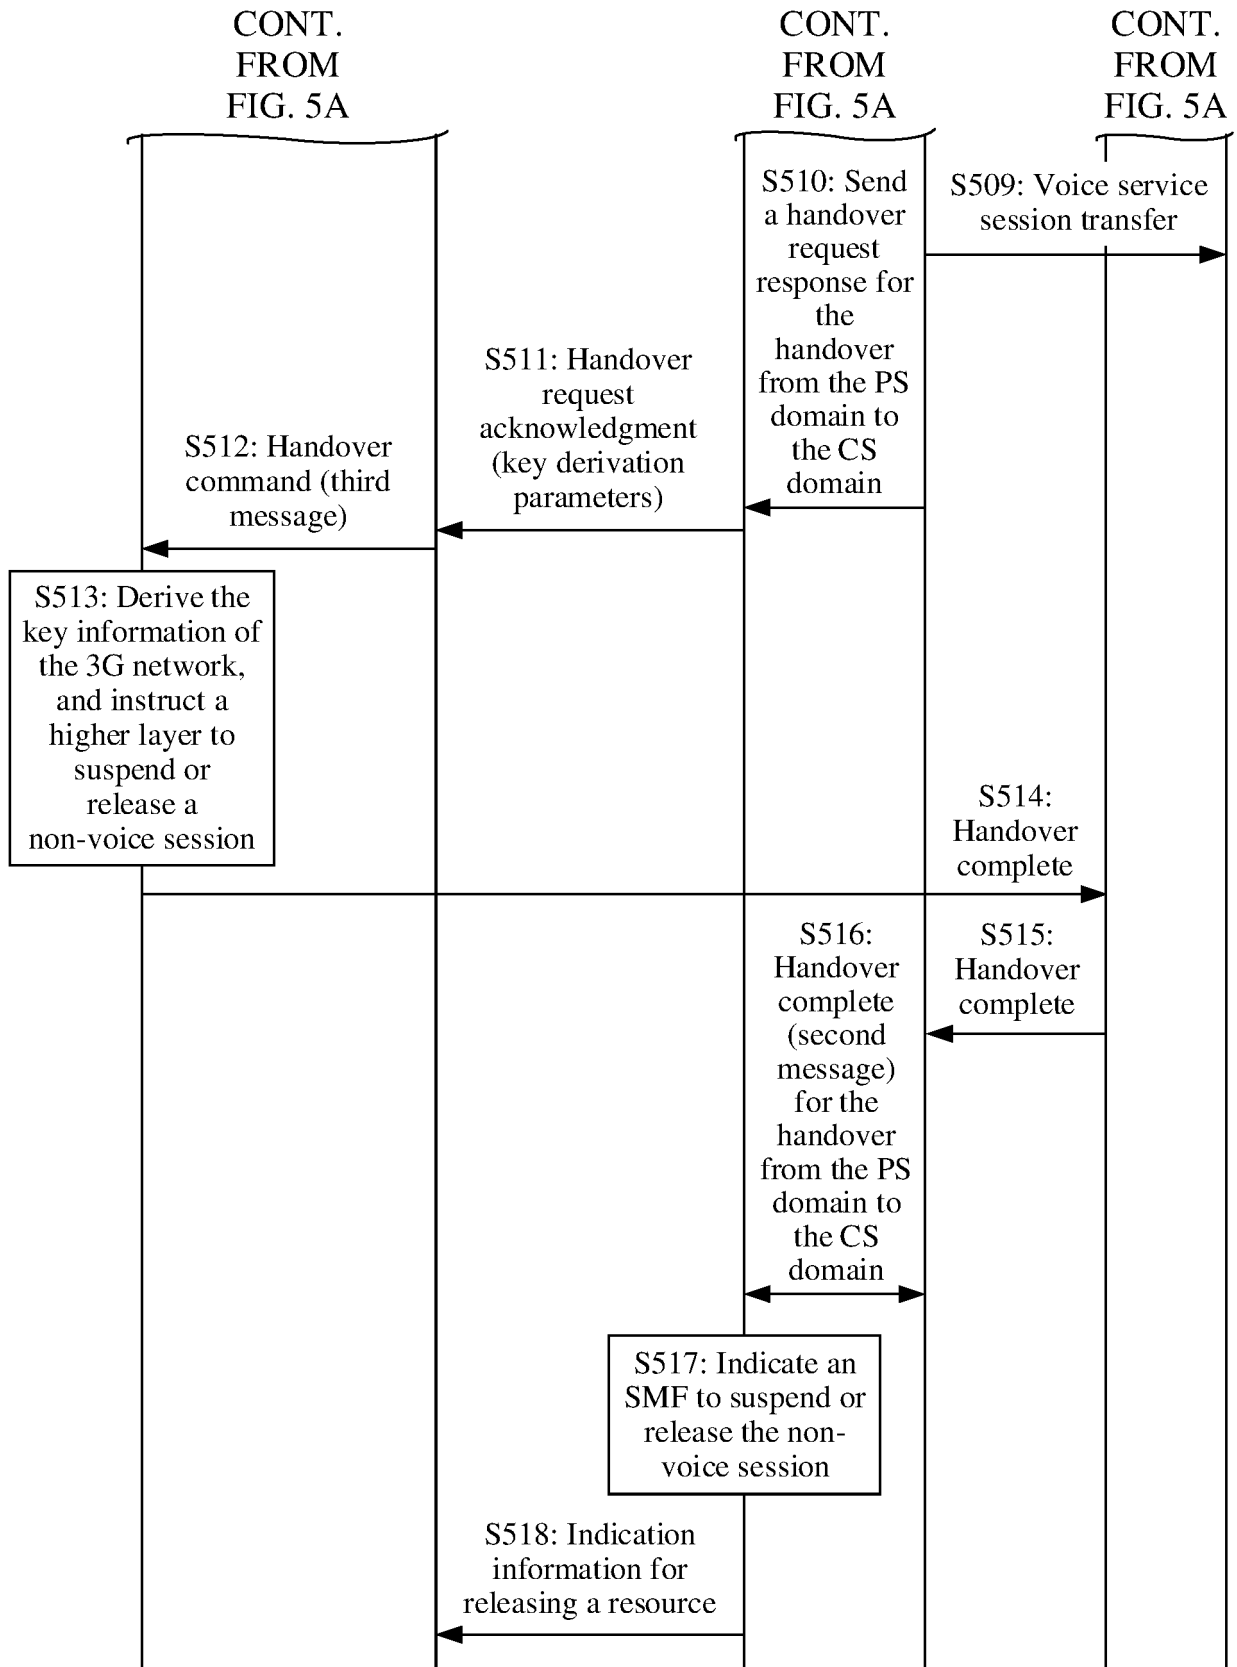 CONT.
FROM
FIG. 5A
CONT.
FROM
FIG. 5A
CONT.
FROM
FIG. 5A
S509: Voice service
session transfer
S510: Send
a handover
request
response for
the
handover
from the PS
domain to
the CS
domain
S511: Handover
request
acknowledgment
(key derivation
parameters)
S512: Handover
command (third
message)
S513: Derive the
key information of
the 3G network,
and instruct a
higher layer to
suspend or
release a
non-voice session
S514:
Handover
complete
S515:
Handover
complete
S516:
Handover
complete
(second
message)
for the
handover
from the PS
domain to
the CS
domain
S517: Indicate an
SMF to suspend or
release the non-
voice session
S518: Indication
information for
releasing a resource